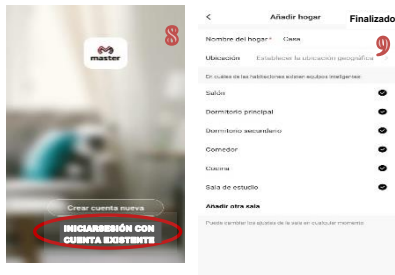 8
master
Crear cuenta nueva
INICIARSESIÓN CON
CUENTA EXISTENTE
< Añadir hogar Finalizado
9
Nombre del hogar* Casa
Ubicación Establecer la ubicación geográfica >
En cuáles de las habitaciones existen equipos inteligentes:
Salón
Dormitorio principal
Dormitorio secundario
Comedor
Cocina
Sala de estudio
Añadir otra sala
Puede cambiar los ajustes de la sala en cualquier momento